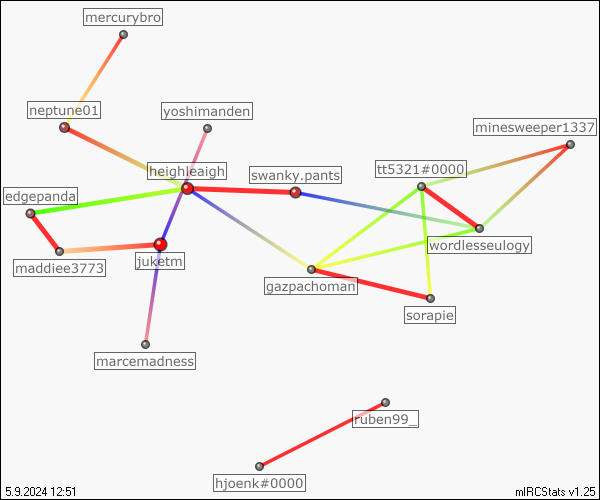 mercurybro
neptune01
yoshimanden
minesweeper1337
heighleaigh
swanky.pants
tt5321#0000
edgepanda
wordlesseulogy
maddiee3773
juketm
gazpachoman
sorapie
marcemadness
ruben99_
hjoenk#0000
5.9.2024 12:51
mIRCStats v1.25